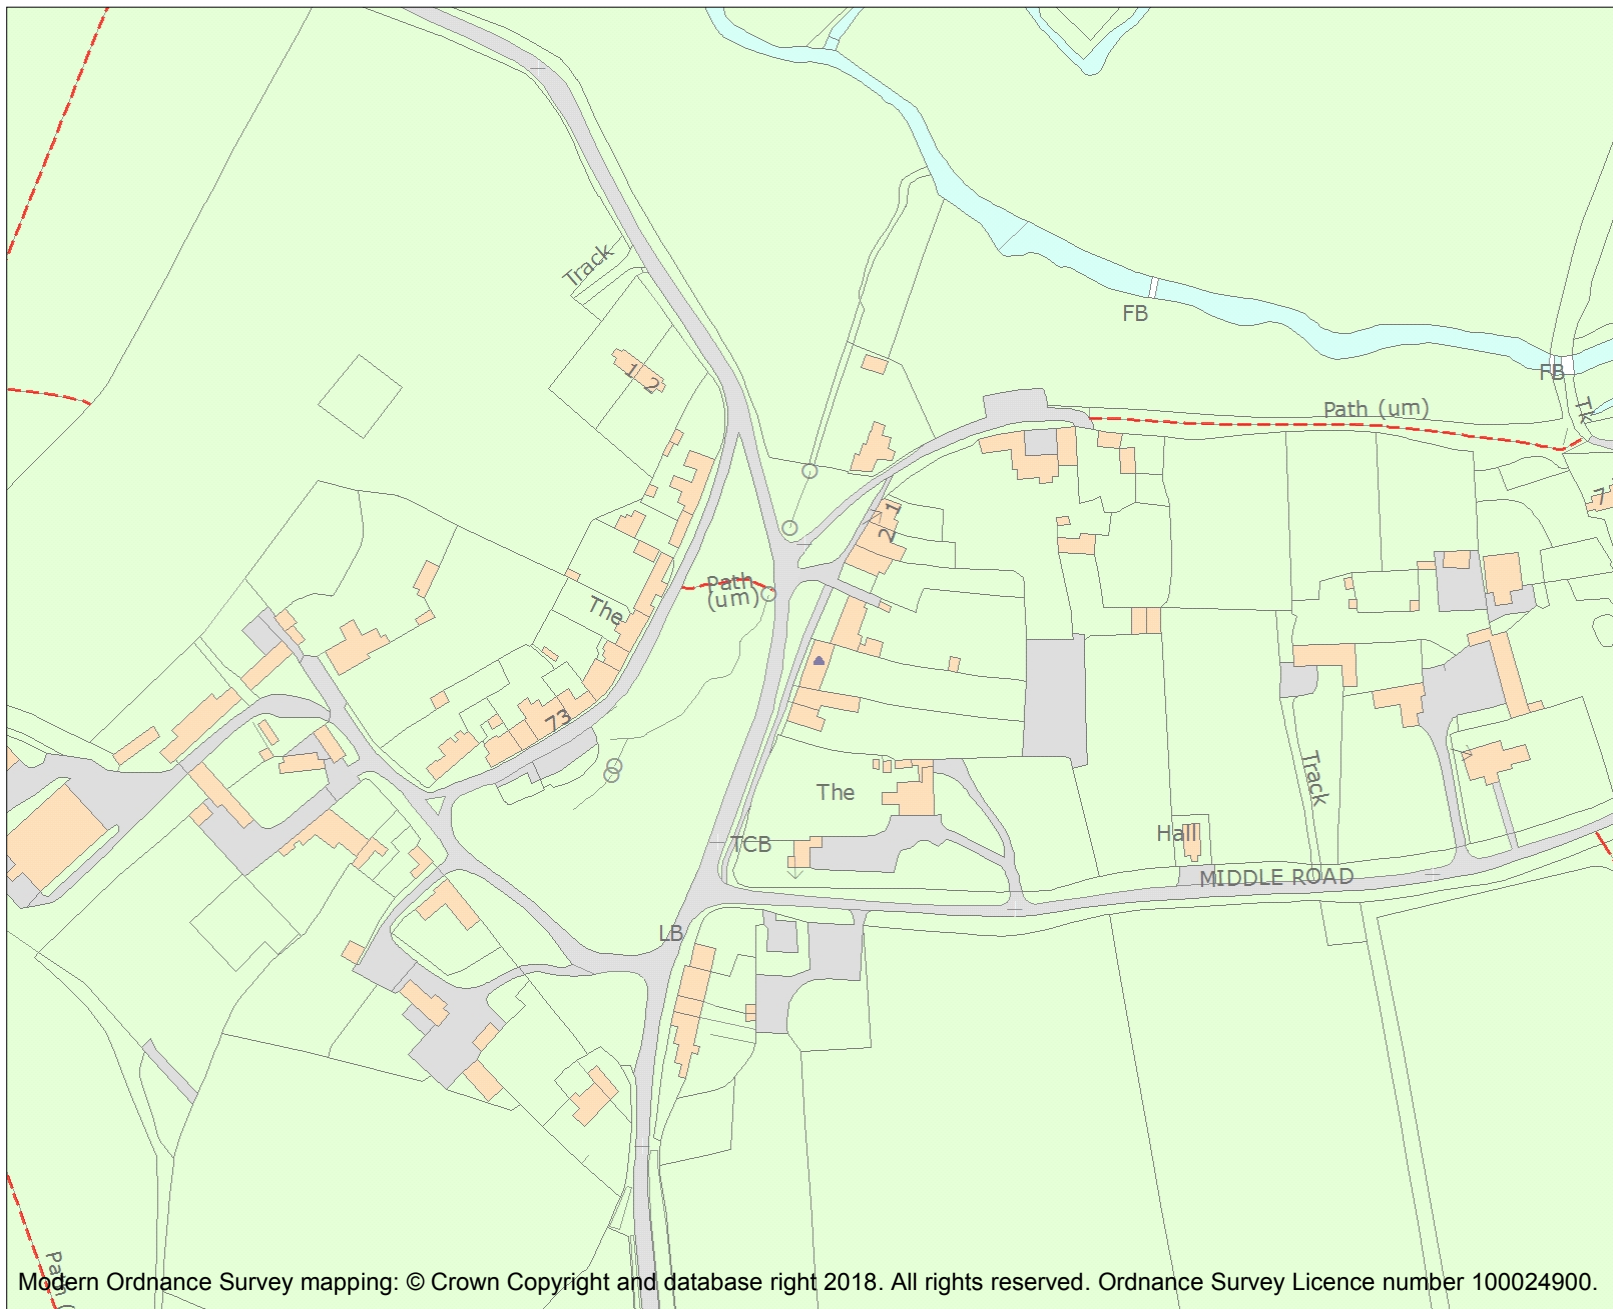 Track
FB
1 2
FB
Path (um)
Tk
7
1
2
Path
(um)
The
73
The
Track
TCB
Hall
MIDDLE ROAD
LB
Path (
Modern Ordnance Survey mapping: © Crown Copyright and database right 2018. All rights reserved. Ordnance Survey Licence number 100024900.